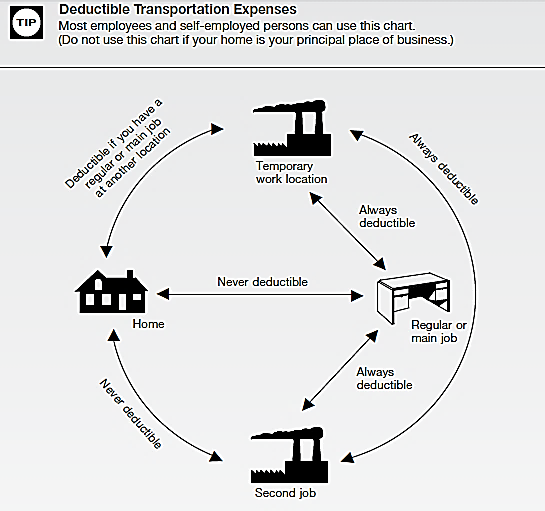 TIP
Deductible Transportation Expenses
Most employees and self-employed persons can use this chart.
(Do not use this chart if your home is your principal place of business.)
Deductible if you have a
regular or main job
at another location
Temporary
work location
Always deductible
Always
deductible
Never deductible
Home
Regular or
main job
Always
deductible
Never deductible
Second job